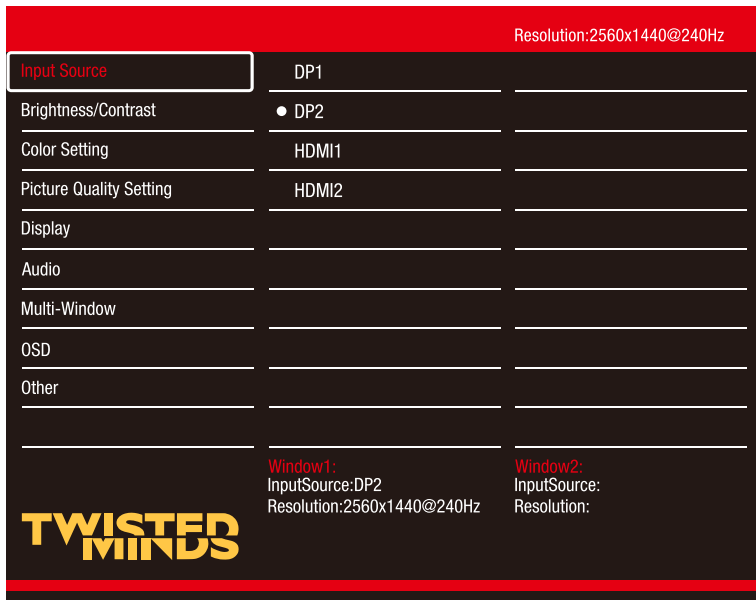 Resolution:2560x1440@240Hz
Input Source
DP1
Brightness/Contrast
DP2
Color Setting
HDMI1
Picture Quality Setting
HDMI2
Display
Audio
Multi-Window
OSD
Other
Window1:
InputSource:DP2
Resolution:2560x1440@240Hz
Window2:
InputSource:
Resolution:
TWISTED
MINDS